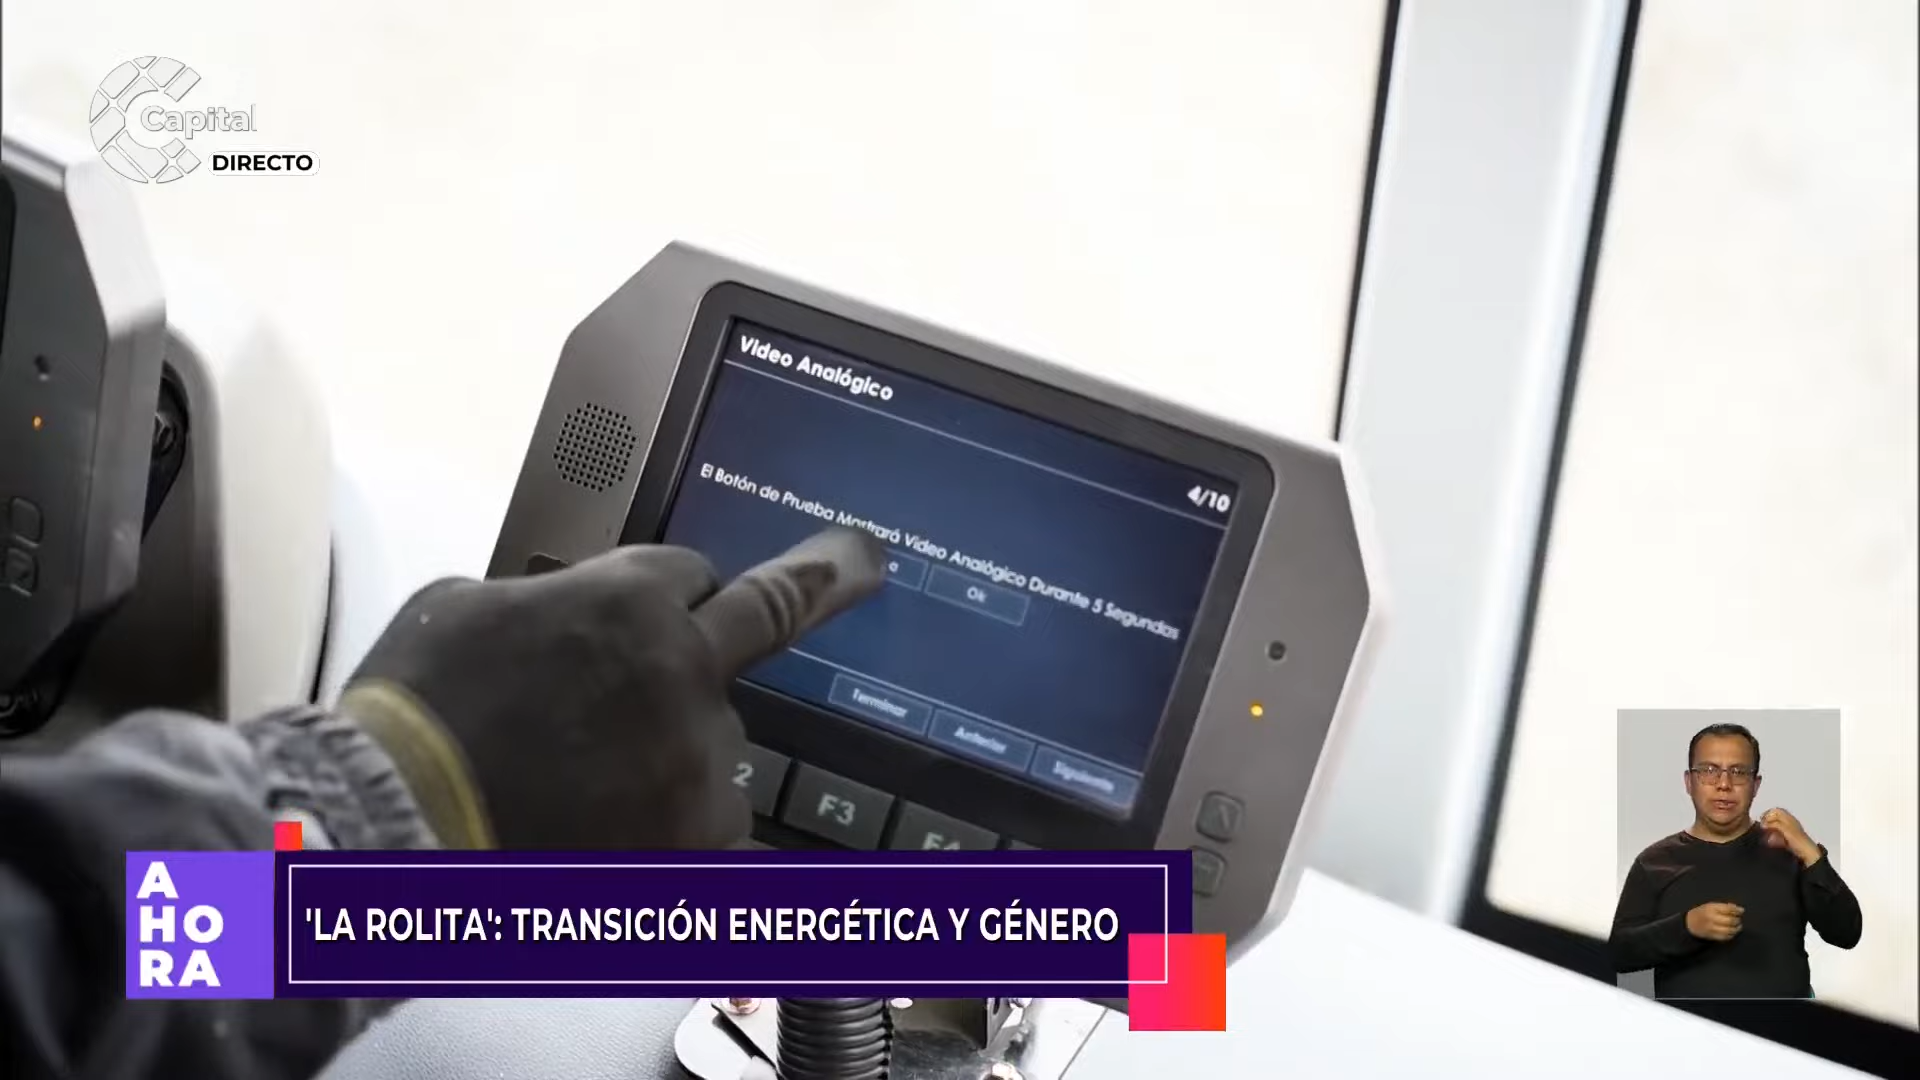 Capital
DIRECTO
Video Analógico
4/10
El Botón de Prueba Mostrará Video Analógico Durante 5 Segundos
a
Ok
Terminar
Anterior
Siguiente
2
F3
F4
A
HO
RA
'LA ROLITA': TRANSICIÓN ENERGÉTICA Y GÉNERO